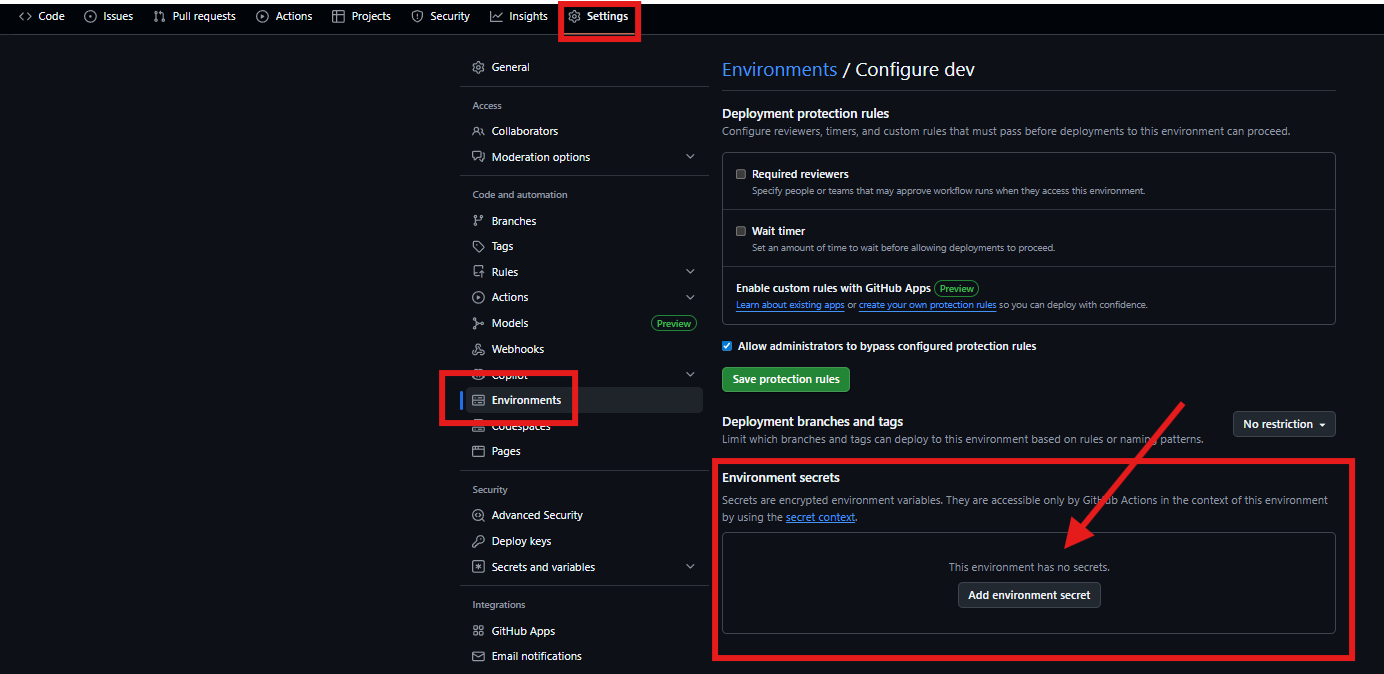 Code Issues Pull requests Actions Projects Security Insights Settings
General
Access
Collaborators
Moderation options
Code and automation
Branches
Tags
Rules
Actions
Models Preview
Webhooks
Copilot
Environments
Codespaces
Pages
Security
Advanced Security
Deploy keys
Secrets and variables
Integrations
GitHub Apps
Email notifications
Environments / Configure dev
Deployment protection rules
Configure reviewers, timers, and custom rules that must pass before deployments to this environment can proceed.
Required reviewers
Specify people or teams that may approve workflow runs when they access this environment.
Wait timer
Set an amount of time to wait before allowing deployments to proceed.
Enable custom rules with GitHub Apps Preview
Learn about existing apps or create your own protection rules so you can deploy with confidence.
Allow administrators to bypass configured protection rules
Save protection rules
Deployment branches and tags
Limit which branches and tags can deploy to this environment based on rules or naming patterns.
No restriction
Environment secrets
Secrets are encrypted environment variables. They are accessible only by GitHub Actions in the context of this environment
by using the secret context.
This environment has no secrets.
Add environment secret